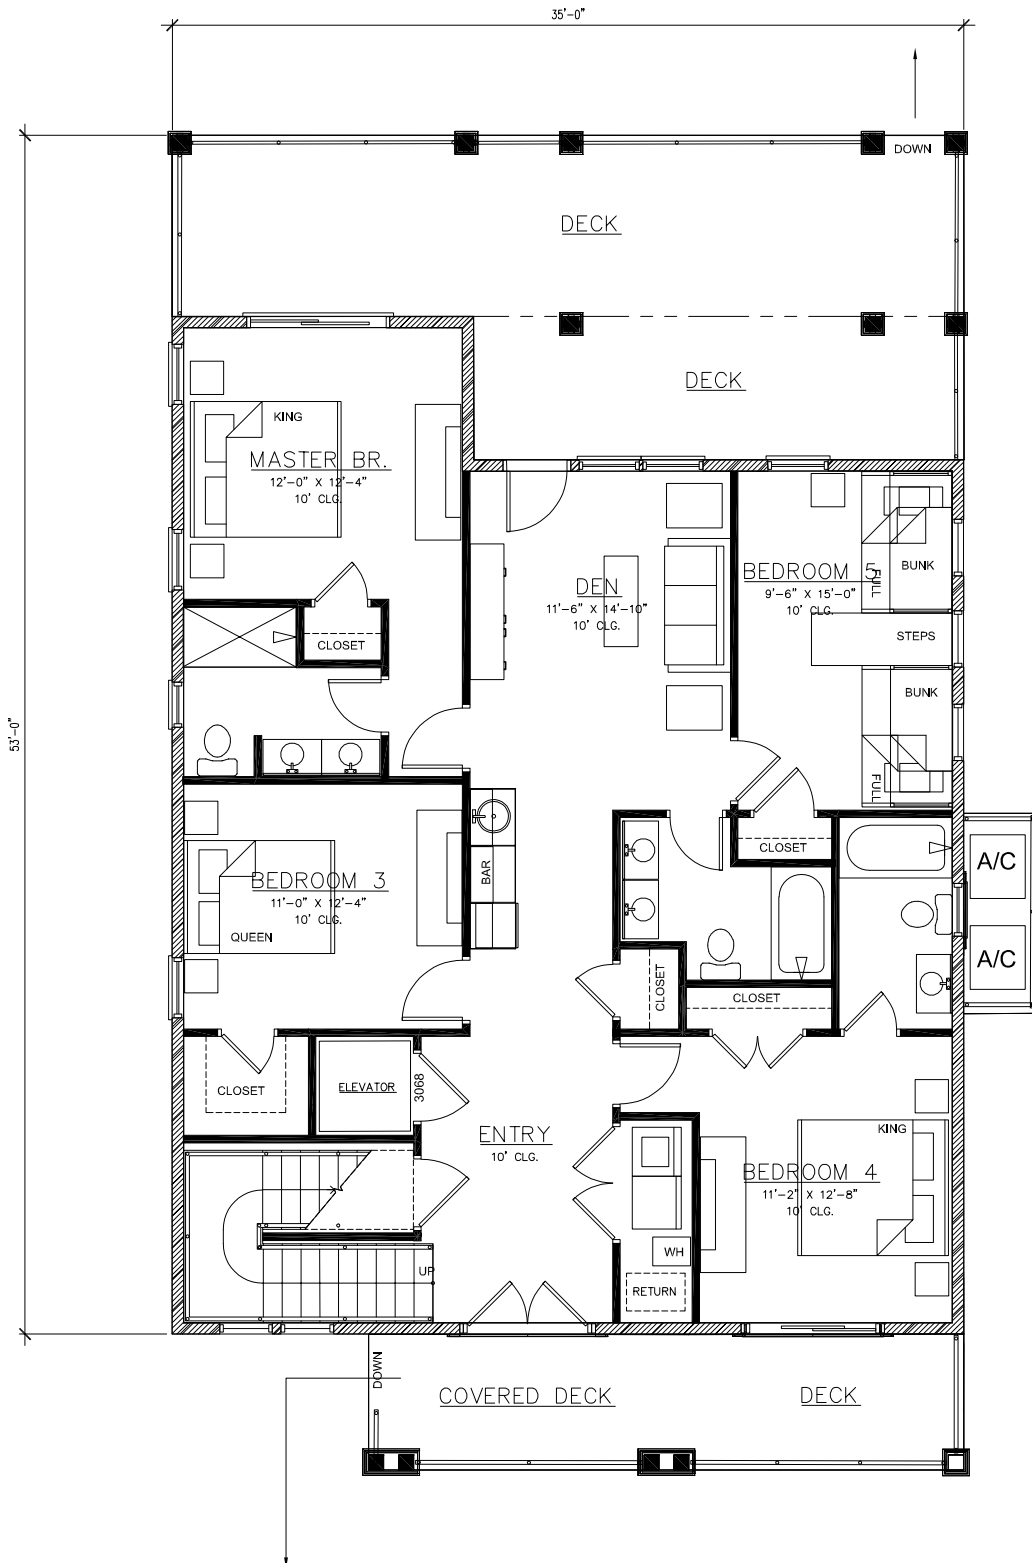 35'-0"
DOWN
DECK
DECK
KING
MASTER BR.
12'-0" X 12'-4"
10' CLG.
DEN
11'-6" X 14'-10"
10' CLG.
BEDROOM 5
9'-6" X 15'-0"
10' CLG.
FULL
BUNK
STEPS
BUNK
FULL
CLOSET
53'-0"
BEDROOM 3
11'-0" X 12'-4"
10' CLG.
QUEEN
BAR
CLOSET
A/C
A/C
CLOSET
CLOSET
CLOSET
ELEVATOR
3068
ENTRY
10' CLG.
KING
BEDROOM 4
11'-2" X 12'-8"
10' CLG.
WH
RETURN
UP
DOWN
COVERED DECK
DECK